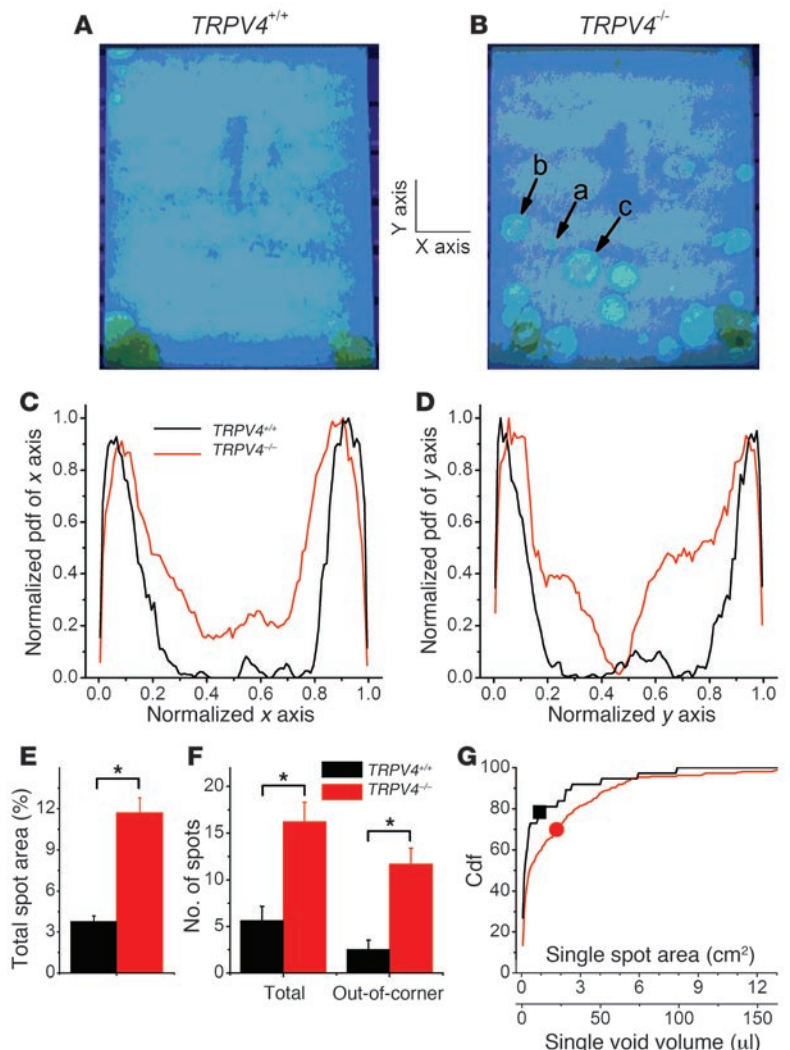 A
TRPV4+/+
B
TRPV4-/-
b
a
c
Y axis
X axis
C
TRPV4+/+
TRPV4–/–
Normalized pdf of x axis
1.0
0.8
0.6
0.4
0.2
0.0
0.0 0.2 0.4 0.6 0.8 1.0
Normalized x axis
D
Normalized pdf of y axis
1.0
0.8
0.6
0.4
0.2
0.0
0.0 0.2 0.4 0.6 0.8 1.0
Normalized y axis
E
Total spot area (%)
12
9
6
3
0
*
F
TRPV4+/+
TRPV4–/–
No. of spots
20
15
10
5
0
*
*
Total Out-of-corner
G
Cdf
100
80
60
40
20
0
Single spot area (cm²)
0 3 6 9 12
0 50 100 150
Single void volume (μl)